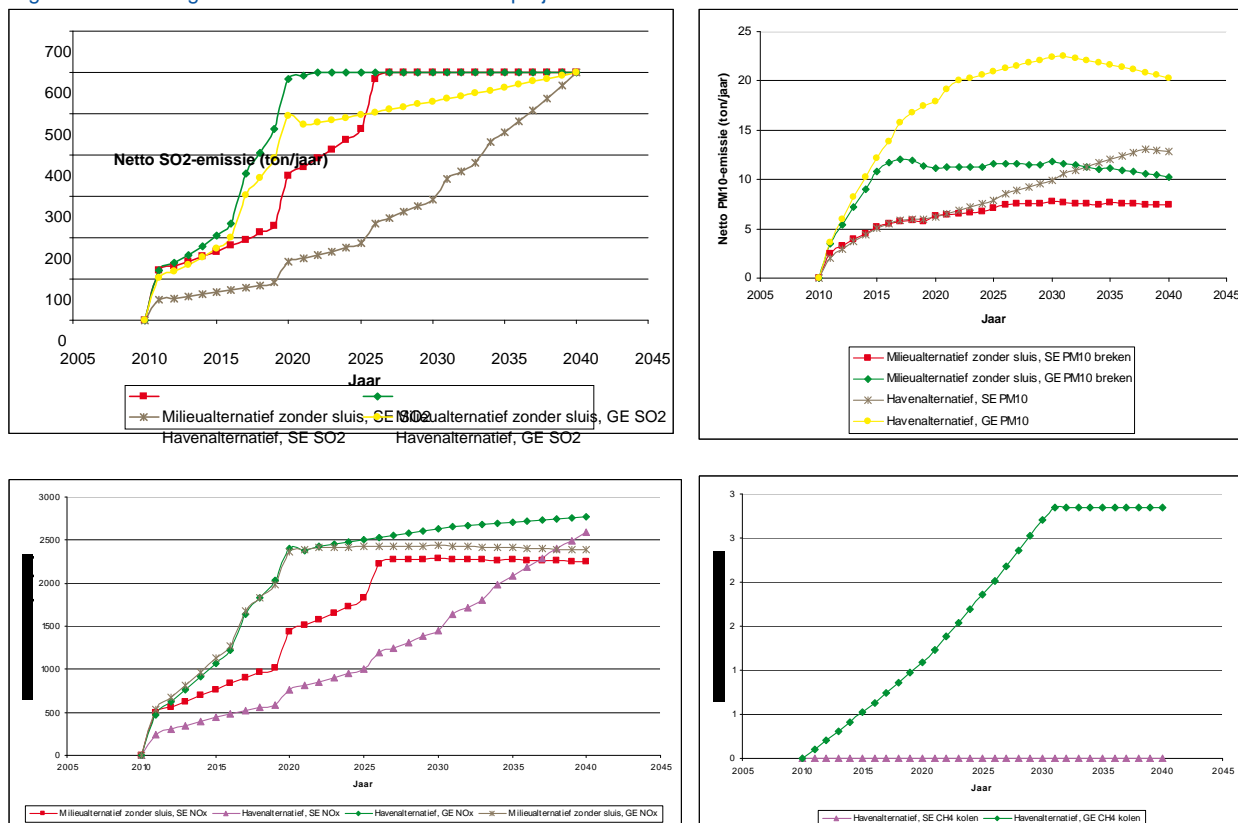 700
600
500
400
300
200
100
0
Netto SO2-emissie (ton/jaar)
2005 2010 2015 2020 2025 2030 2035 2040 2045
Jaar
Milieualternatief zonder sluis, SE SO2
Milieualternatief zonder sluis, GE SO2
Havenalternatief, SE SO2
Havenalternatief, GE SO2
25
20
15
10
5
0
Netto PM10-emissie (ton/jaar)
2005 2010 2015 2020 2025 2030 2035 2040 2045
Jaar
Milieualternatief zonder sluis, SE PM10 breken
Milieualternatief zonder sluis, GE PM10 breken
Havenalternatief, SE PM10
Havenalternatief, GE PM10
3000
2500
2000
1500
1000
500
0
2005 2010 2015 2020 2025 2030 2035 2040 2045
Jaar
Milieualternatief zonder sluis, SE NOx
Havenalternatief, SE NOx
Havenalternatief, GE NOx
Milieualternatief zonder sluis, GE NOx
3
3
2
2
1
1
0
2005 2010 2015 2020 2025 2030 2035 2040 2045
Jaar
Havenalternatief, SE CH4 kolen
Havenalternatief, GE CH4 kolen